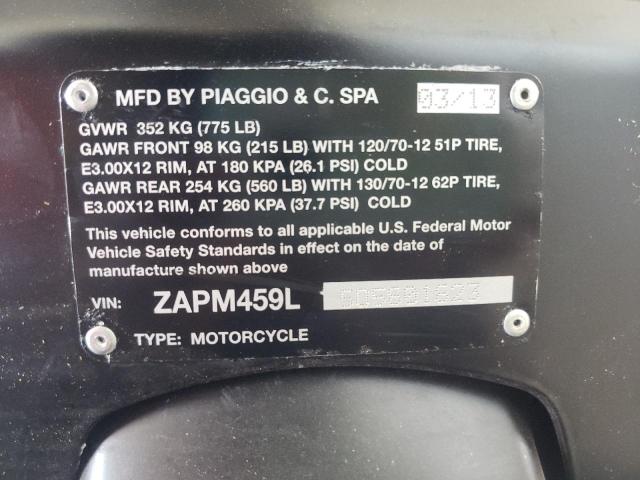 MFD BY PIAGGIO & C. SPA 03/13
GVWR 352 KG (775 LB)
GAWR FRONT 98 KG (215 LB) WITH 120/70-12 51P TIRE,
E3.00X12 RIM, AT 180 KPA (26.1 PSI) COLD
GAWR REAR 254 KG (560 LB) WITH 130/70-12 62P TIRE,
E3.00X12 RIM, AT 260 KPA (37.7 PSI) COLD
This vehicle conforms to all applicable U.S. Federal Motor
Vehicle Safety Standards in effect on the date of
manufacture shown above
VIN: ZAPM459L
TYPE: MOTORCYCLE